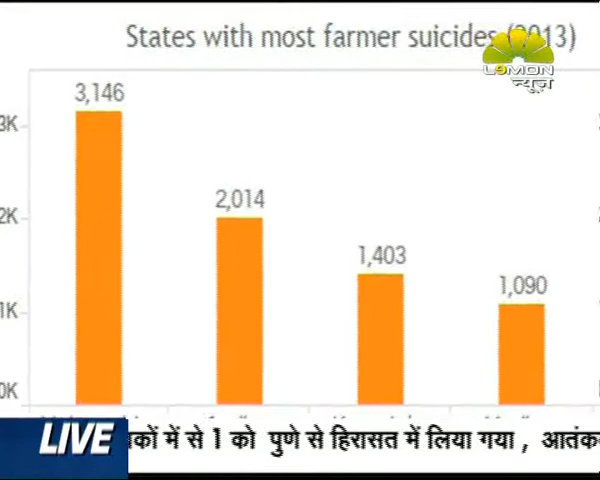 States with most farmer suicides (2013)
LEMON
न्यूज़
3,146
3K
2,014
2K
1,403
1,090
1K
0K
LIVE
कों में से 1 को पुणे से हिरासत में लिया गया ,